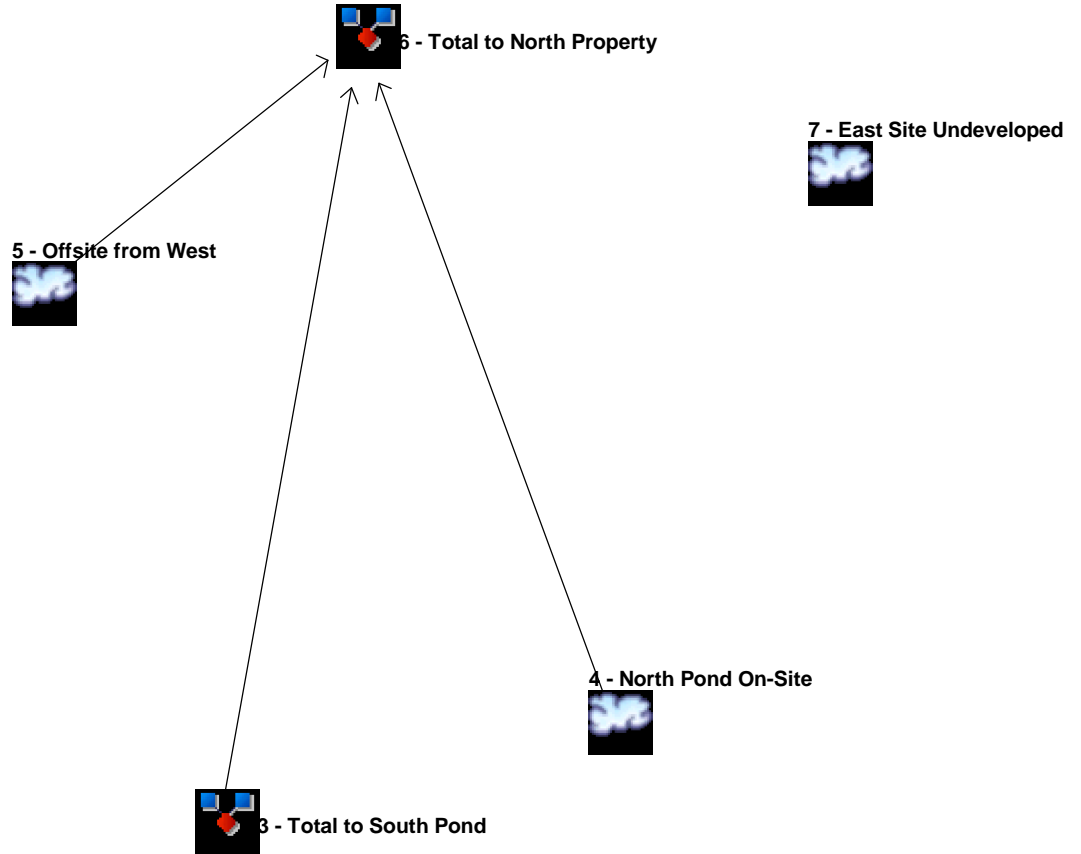 6 - Total to North Property
7 - East Site Undeveloped
5 - Offsite from West
4 - North Pond On-Site
3 - Total to South Pond